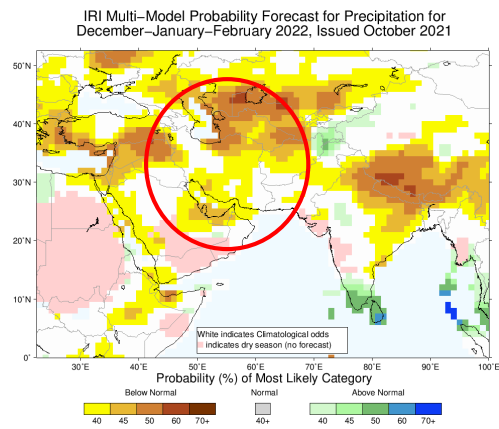 IRI Multi-Model Probability Forecast for Precipitation for
December-January-February 2022, Issued October 2021
50˚N
40˚N
30˚N
20˚N
10˚N
0˚
White indicates Climatological odds
indicates dry season (no forecast)
30˚E 40˚E 50˚E 60˚E 70˚E 80˚E 90˚E 100˚E
Probability (%) of Most Likely Category
Below Normal Normal Above Normal
40 45 50 60 70+ 40+ 40 45 50 60 70+